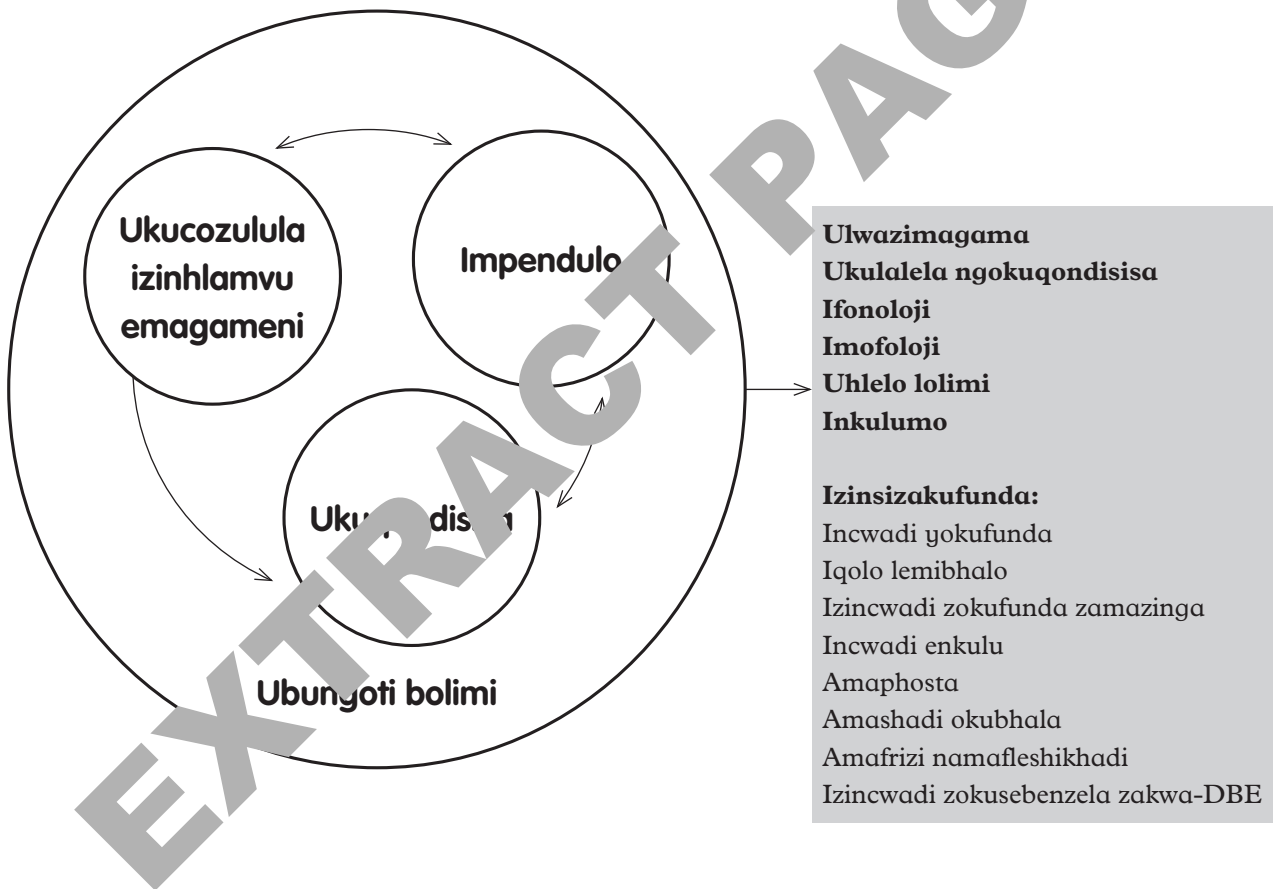 Ukucozulula
izinhlamvu
emagameni
Impendulo
Ubungoti bolimi
Ulwazimagama
Ukulalela ngokuqondisisa
Ifonoloji
Imofoloji
Uhlelo lolimi
Inkulumo
Izinsizakufunda:
Incwadi yokufunda
Iqolo lemibhalo
Izincwadi zokufunda zamazinga
Incwadi enkulu
Amaphosta
Amashadi okubhala
Amafrizi namafleshikhadi
Izincwadi zokusebenzela zakwa-DBE
EXTRACT